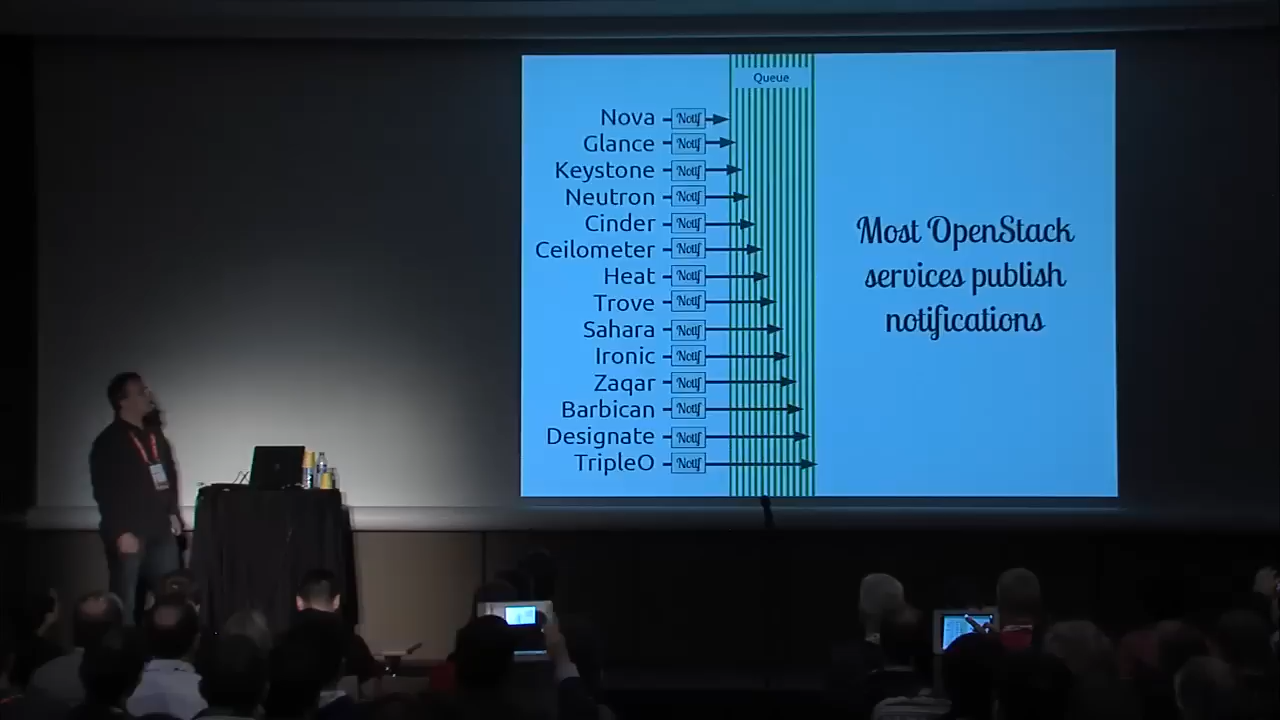 Queue
Nova Notif
Glance Notif
Keystone Notif
Neutron Notif
Cinder Notif
Ceilometer Notif
Heat Notif
Trove Notif
Sahara Notif
Ironic Notif
Zaqar Notif
Barbican Notif
Designate Notif
TripleO Notif
Most OpenStack
services publish
notifications